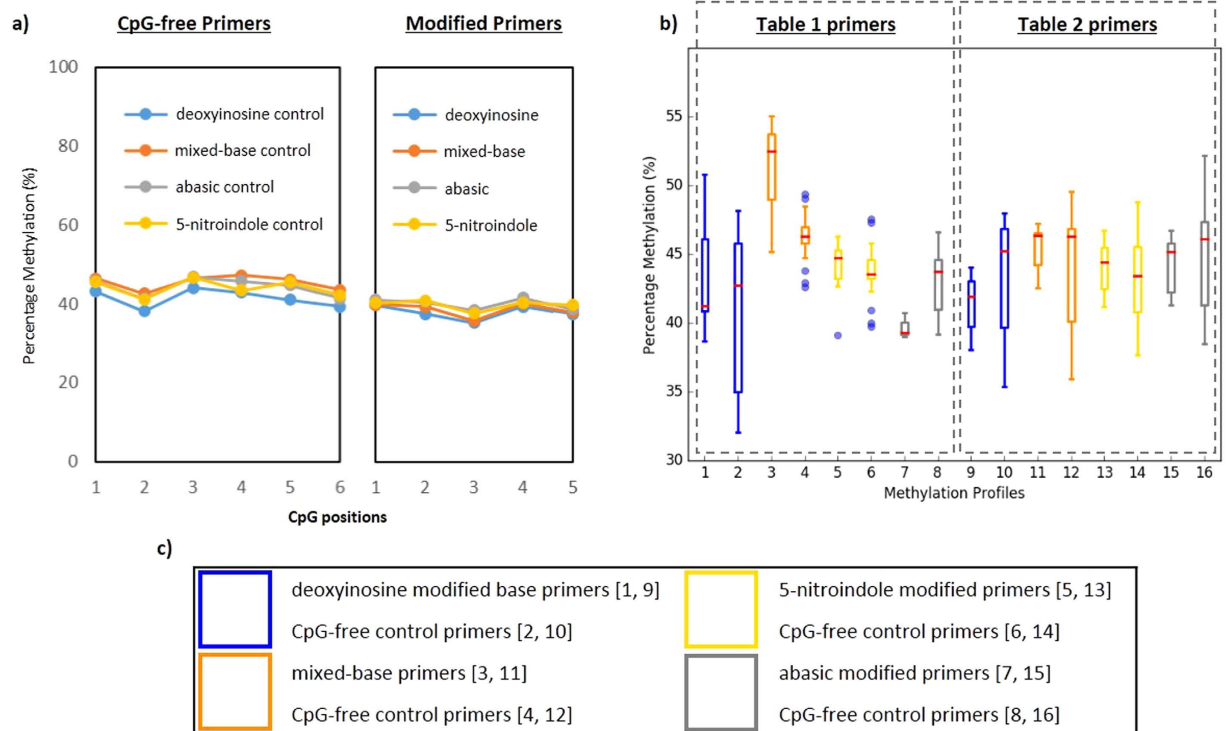 a)
CpG-free Primers
Modified Primers
Percentage Methylation (%)
100
80
60
40
20
0
deoxyinosine control
mixed-base control
abasic control
5-nitroindole control
deoxyinosine
mixed-base
abasic
5-nitroindole
1 2 3 4 5 6
1 2 3 4 5
CpG positions
b)
Table 1 primers
Table 2 primers
Percentage Methylation (%)
55
50
45
40
35
30
1 2 3 4 5 6 7 8 9 10 11 12 13 14 15 16
Methylation Profiles
c)
deoxyinosine modified base primers [1, 9]
CpG-free control primers [2, 10]
mixed-base primers [3, 11]
CpG-free control primers [4, 12]
5-nitroindole modified primers [5, 13]
CpG-free control primers [6, 14]
abasic modified primers [7, 15]
CpG-free control primers [8, 16]